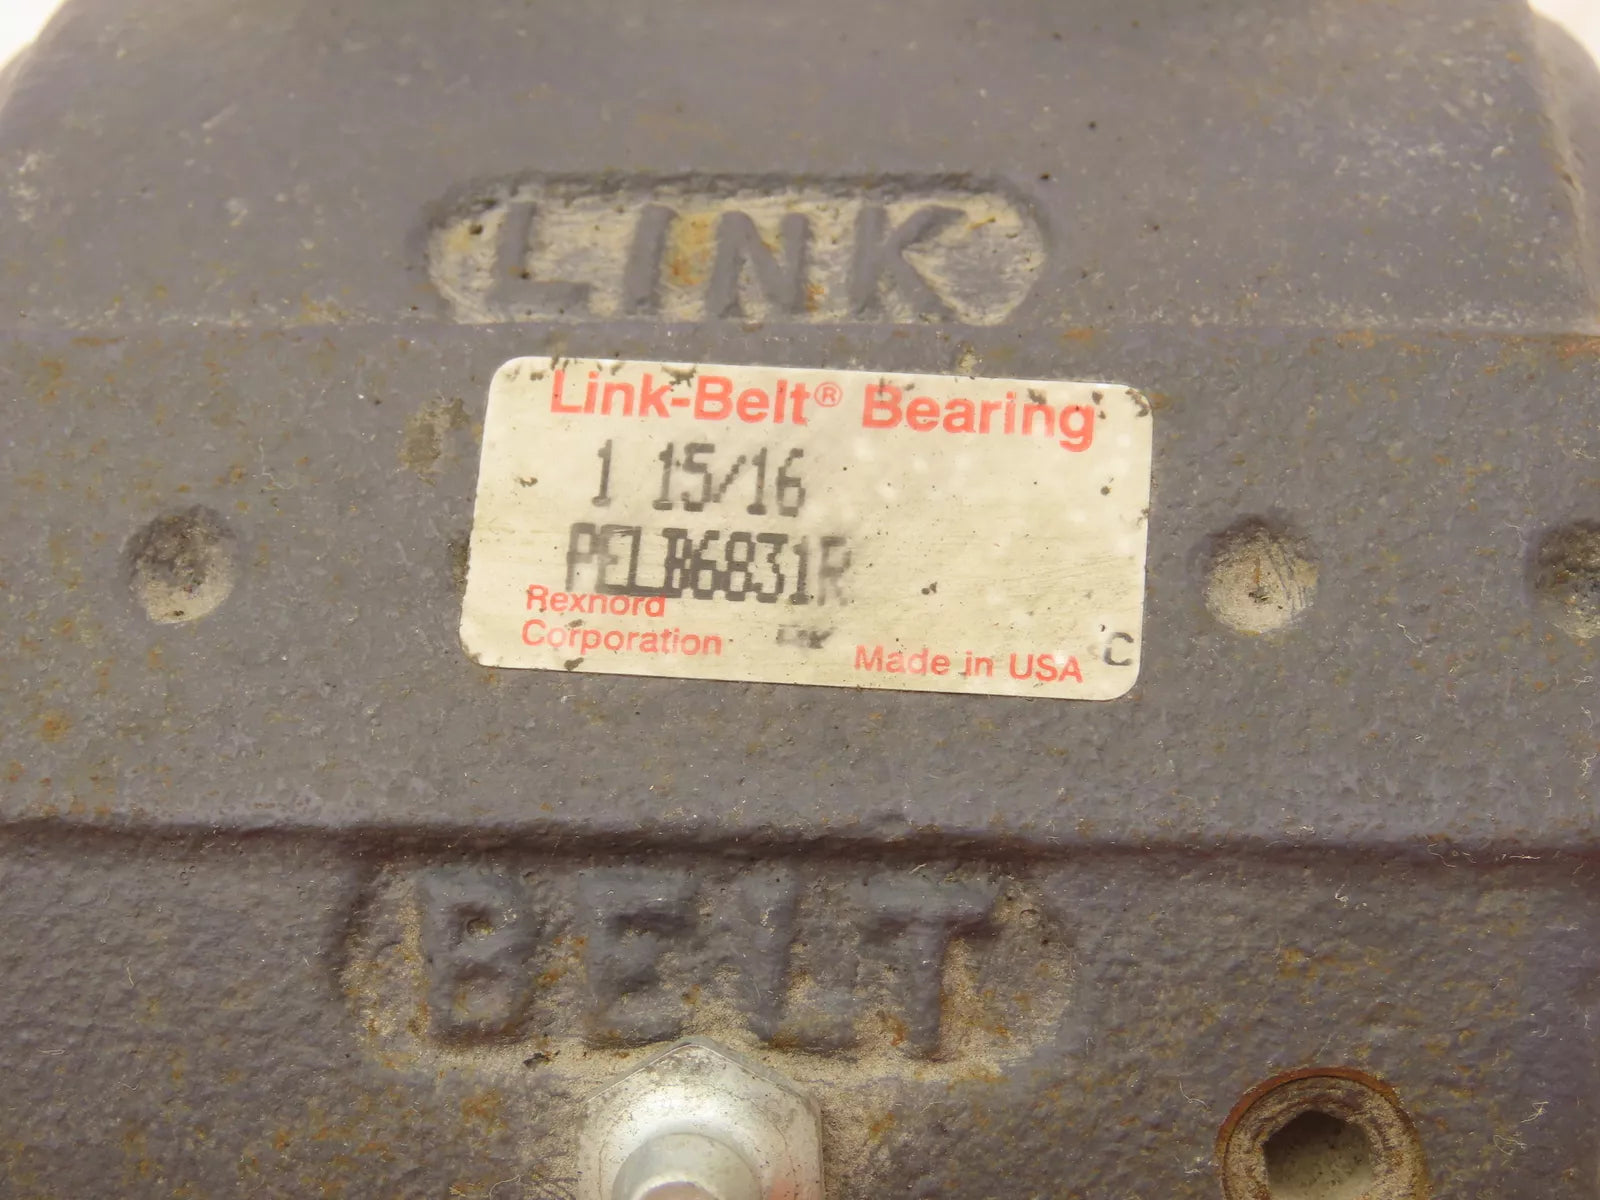 LINK
Link-Belt® Bearing
1 15/16
PELB6831R
Rexnord
Corporation
Made in USA
C
BELT